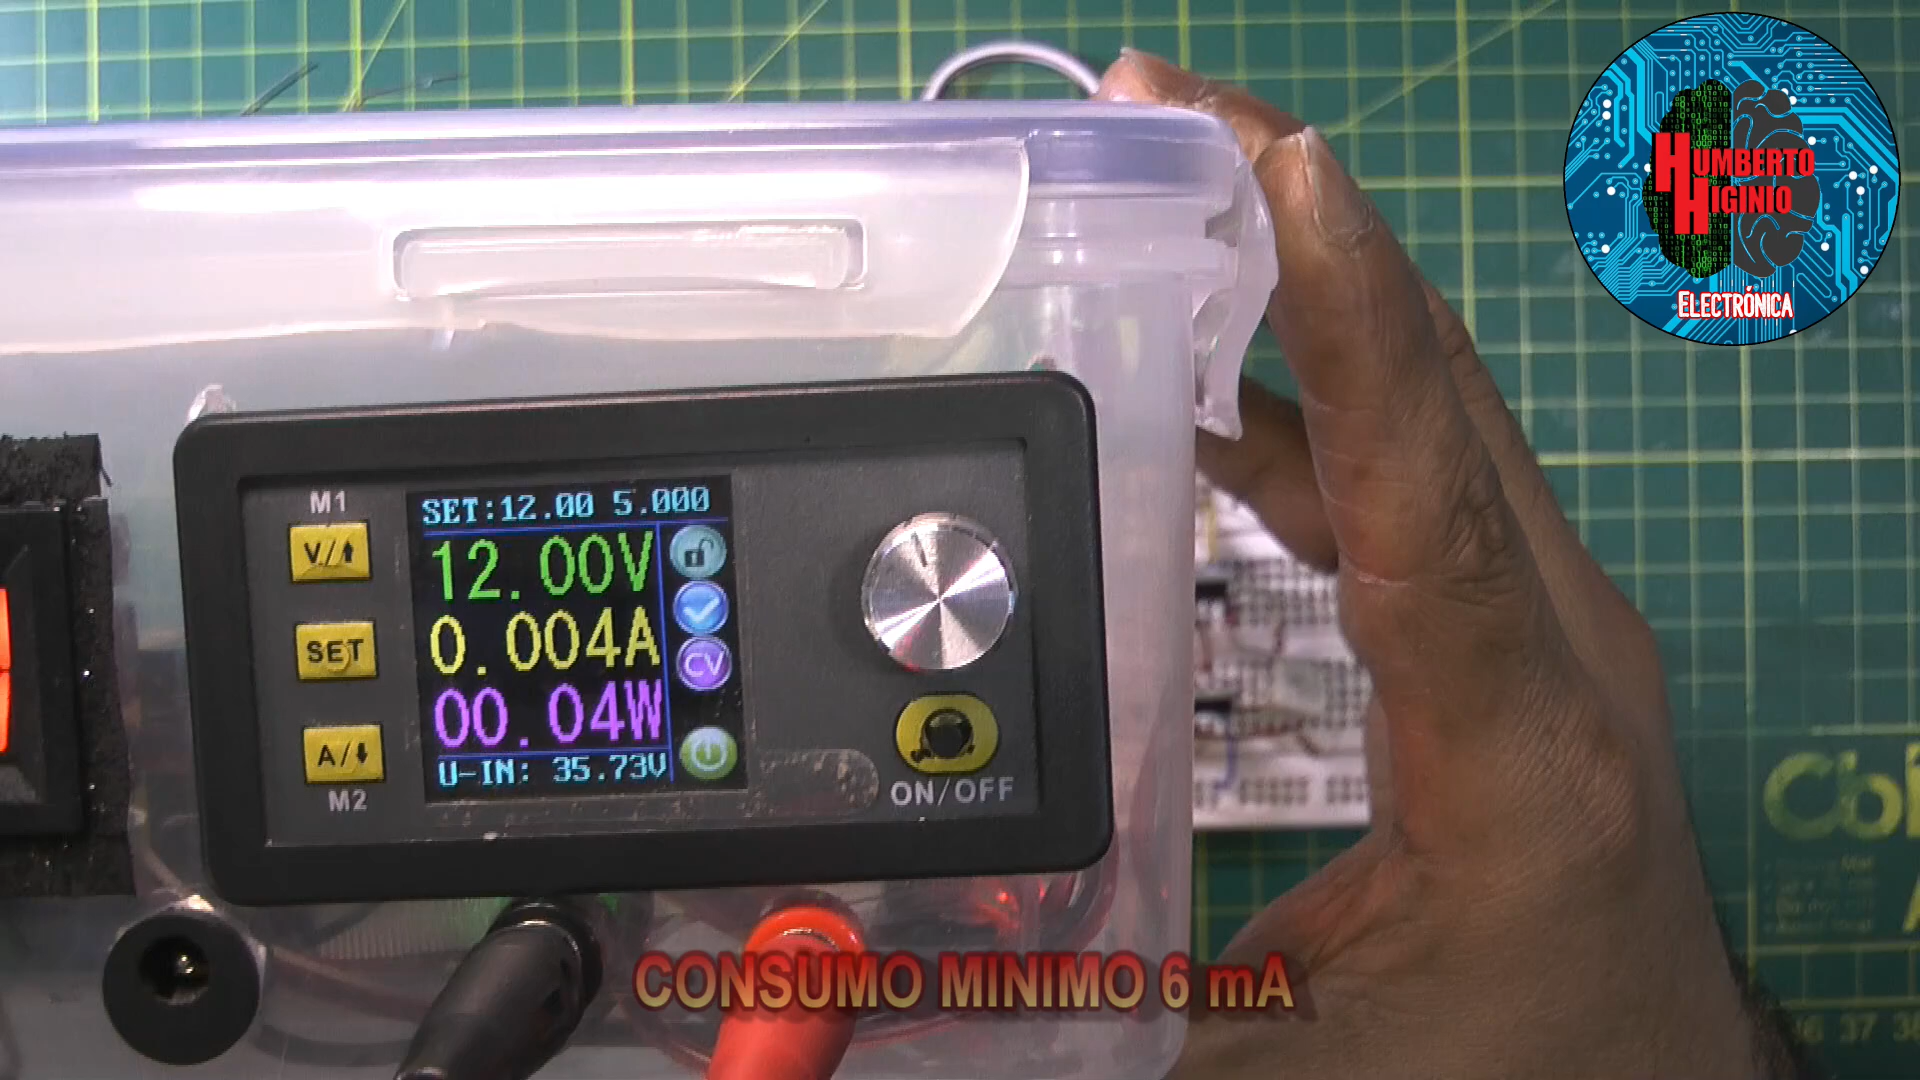 HUMBERTO
HIGINIO
ELECTRÓNICA
M1
V/⬆
SET
A/⬇
M2
SET:12.00 5.000
12.00V
0.004A
00.04W
U-IN: 35.73V
CV
ON/OFF
CONSUMO MINIMO 6 mA
37